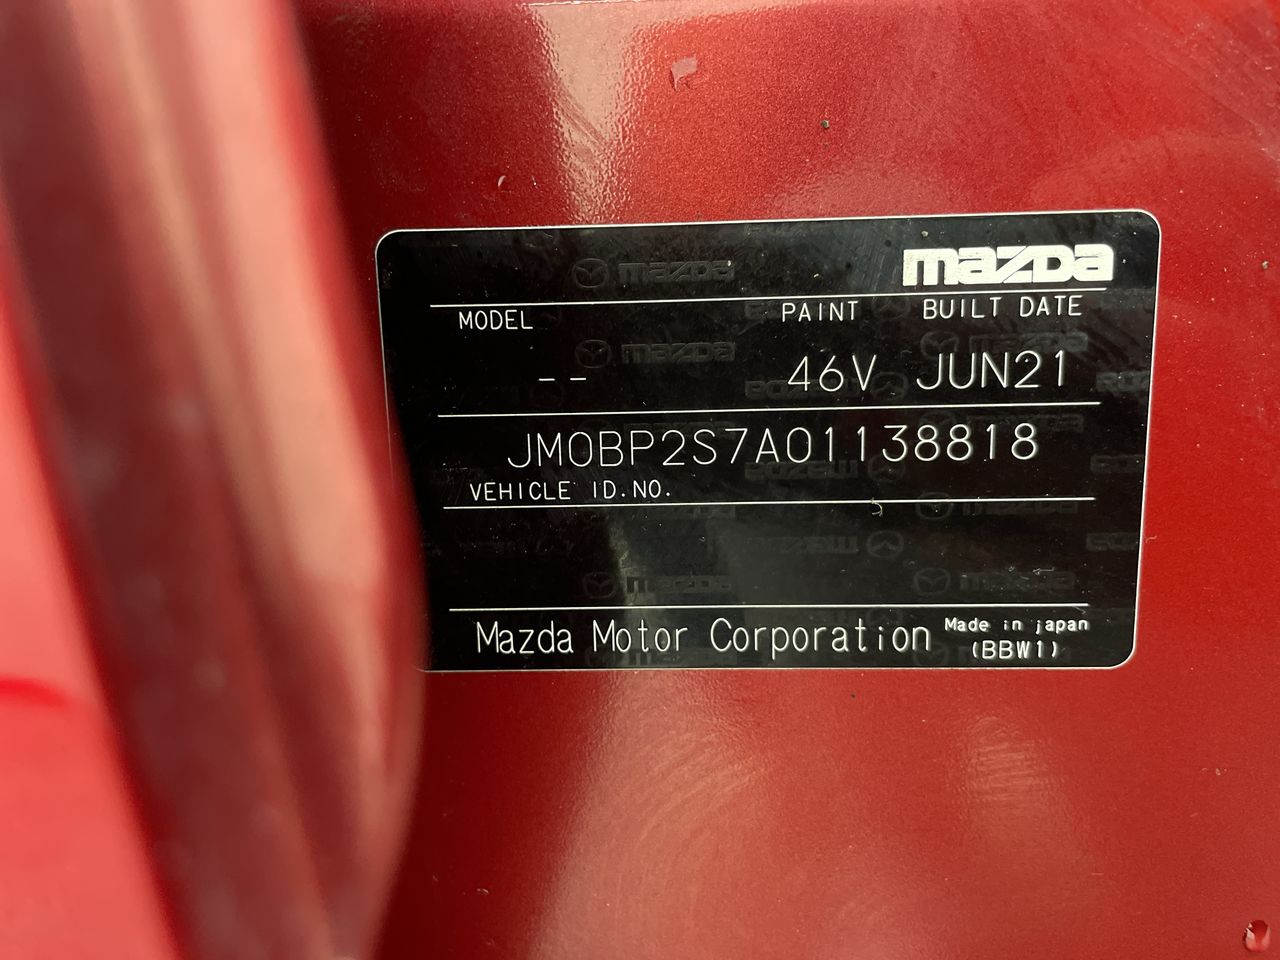 mazda
MODEL PAINT BUILT DATE
-- 46V JUN21
JM0BP2S7A01138818
VEHICLE ID.NO.
Mazda Motor Corporation Made in japan
(BBW1)